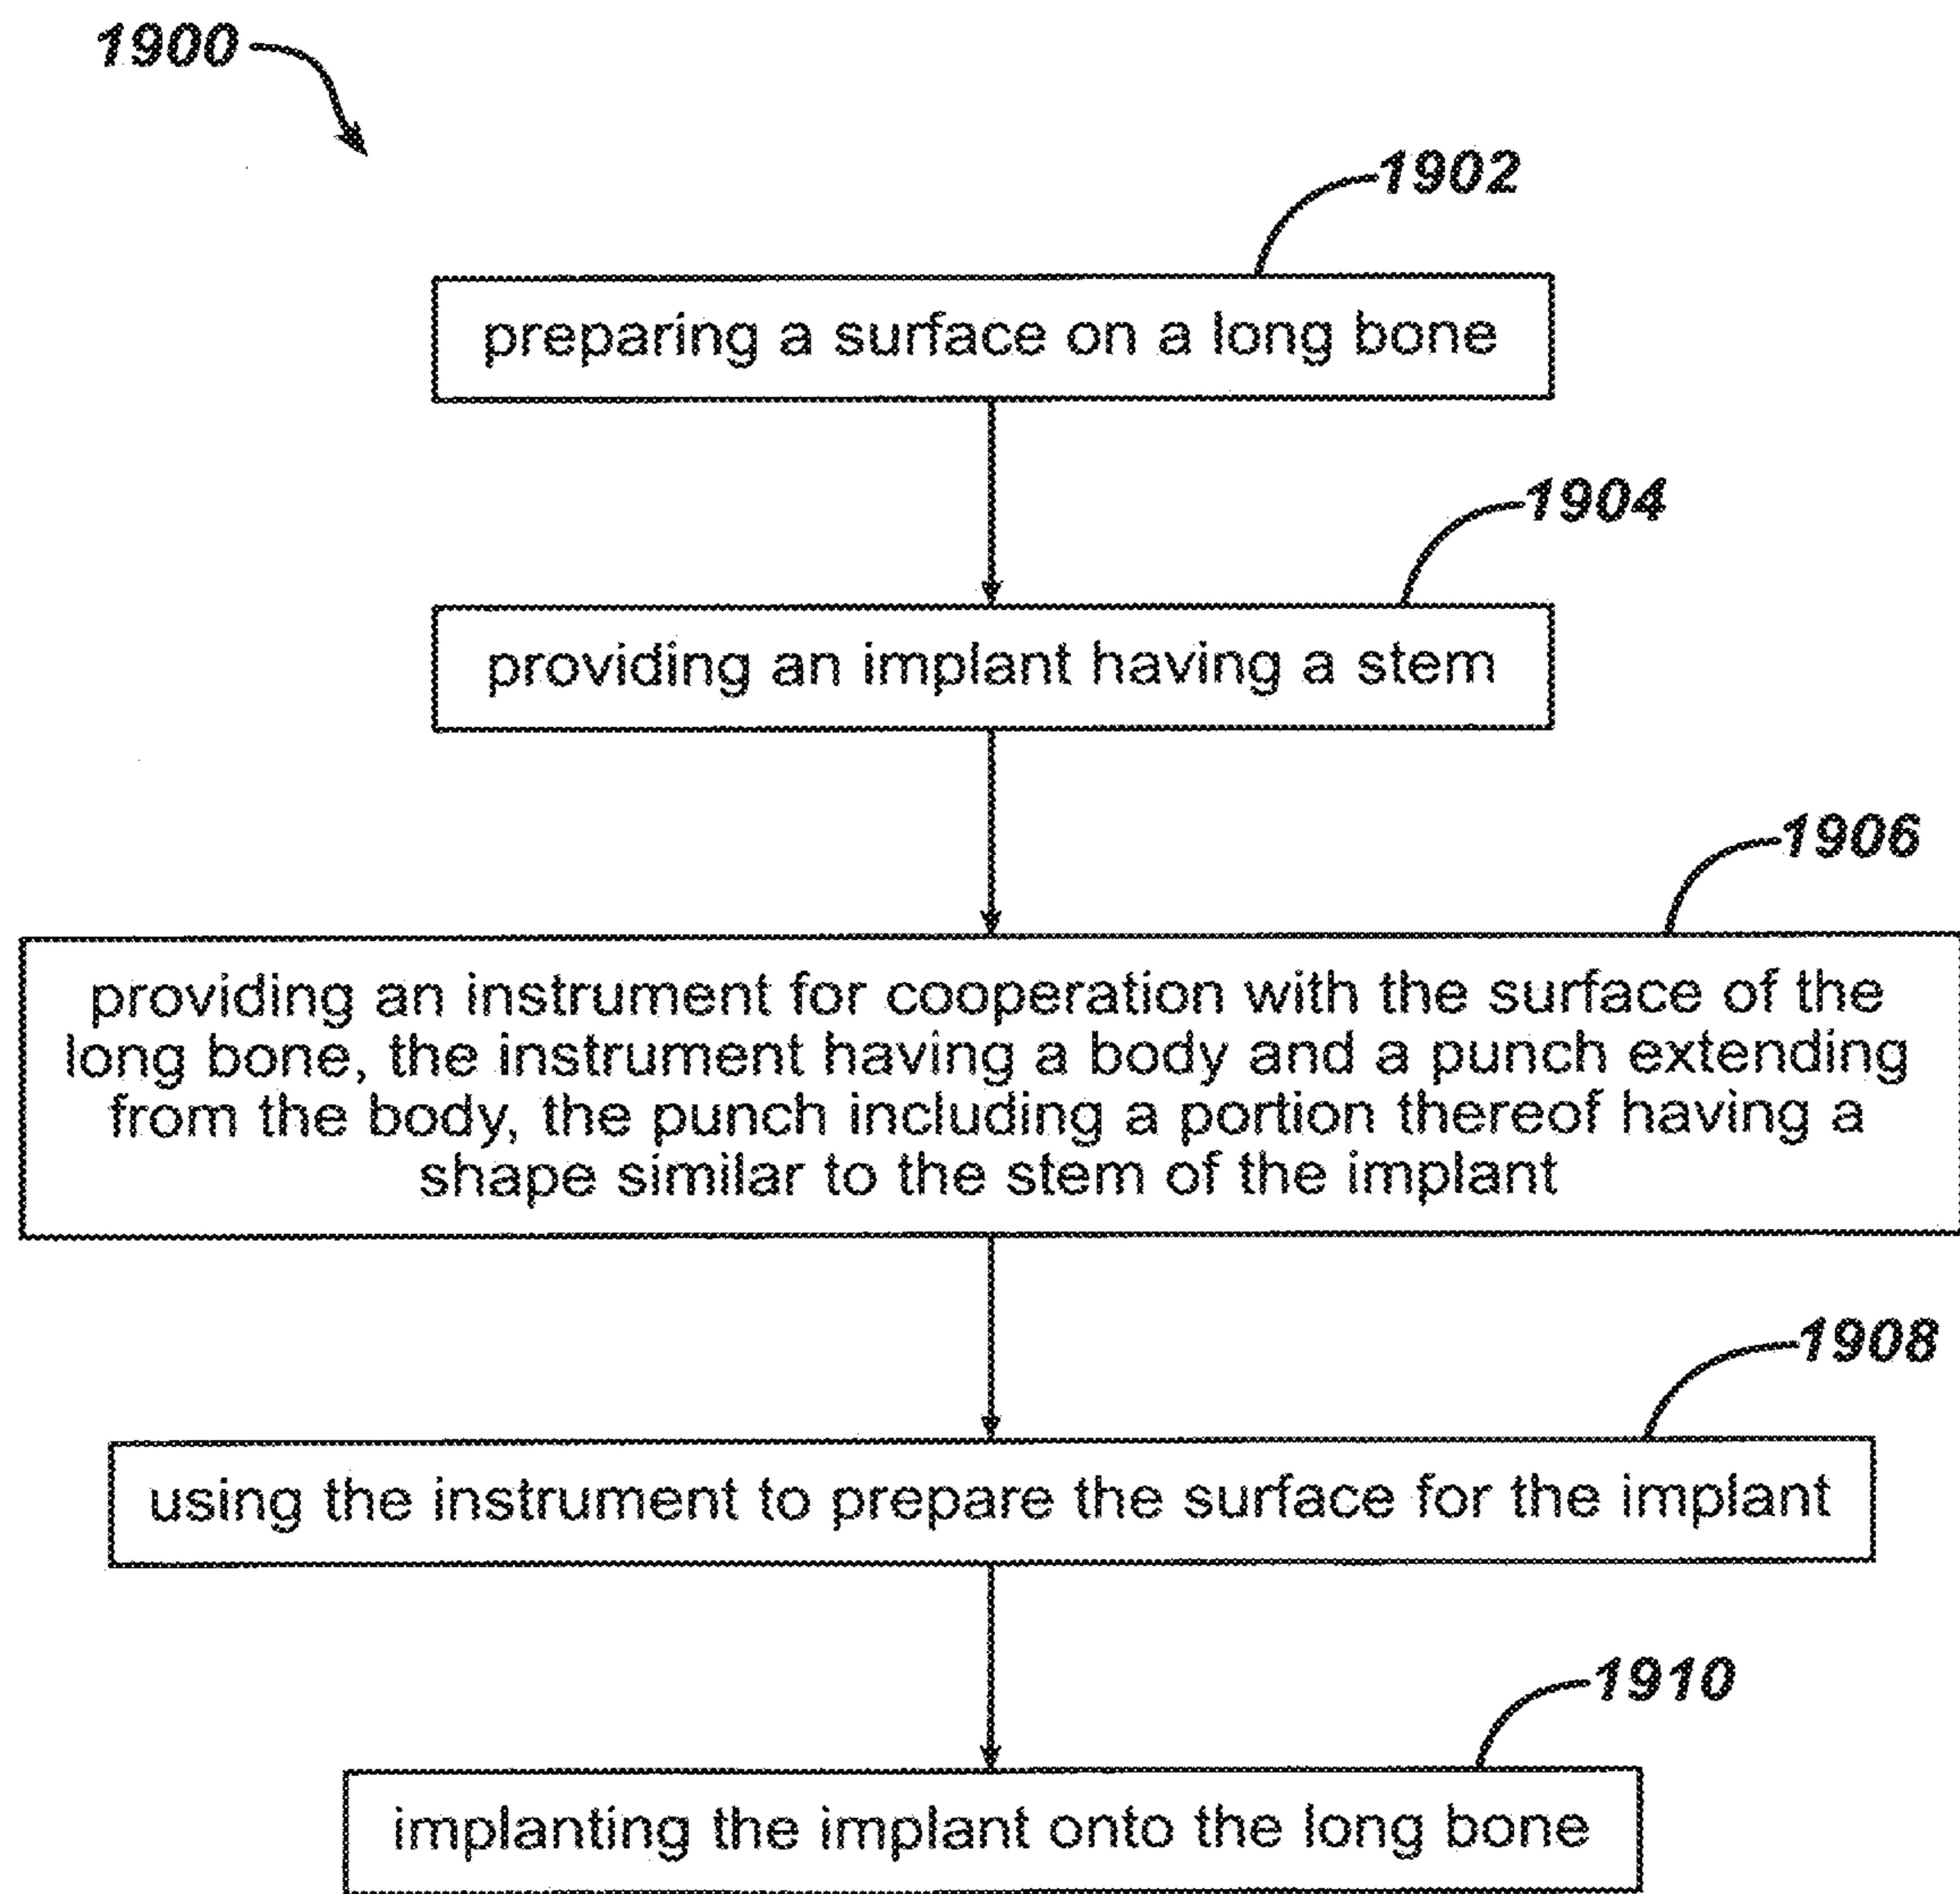 1900
1902
preparing a surface on a long bone
1904
providing an implant having a stem
1906
providing an instrument for cooperation with the surface of the
long bone, the instrument having a body and a punch extending
from the body, the punch including a portion thereof having a
shape similar to the stem of the implant
1908
using the instrument to prepare the surface for the implant
1910
implanting the implant onto the long bone